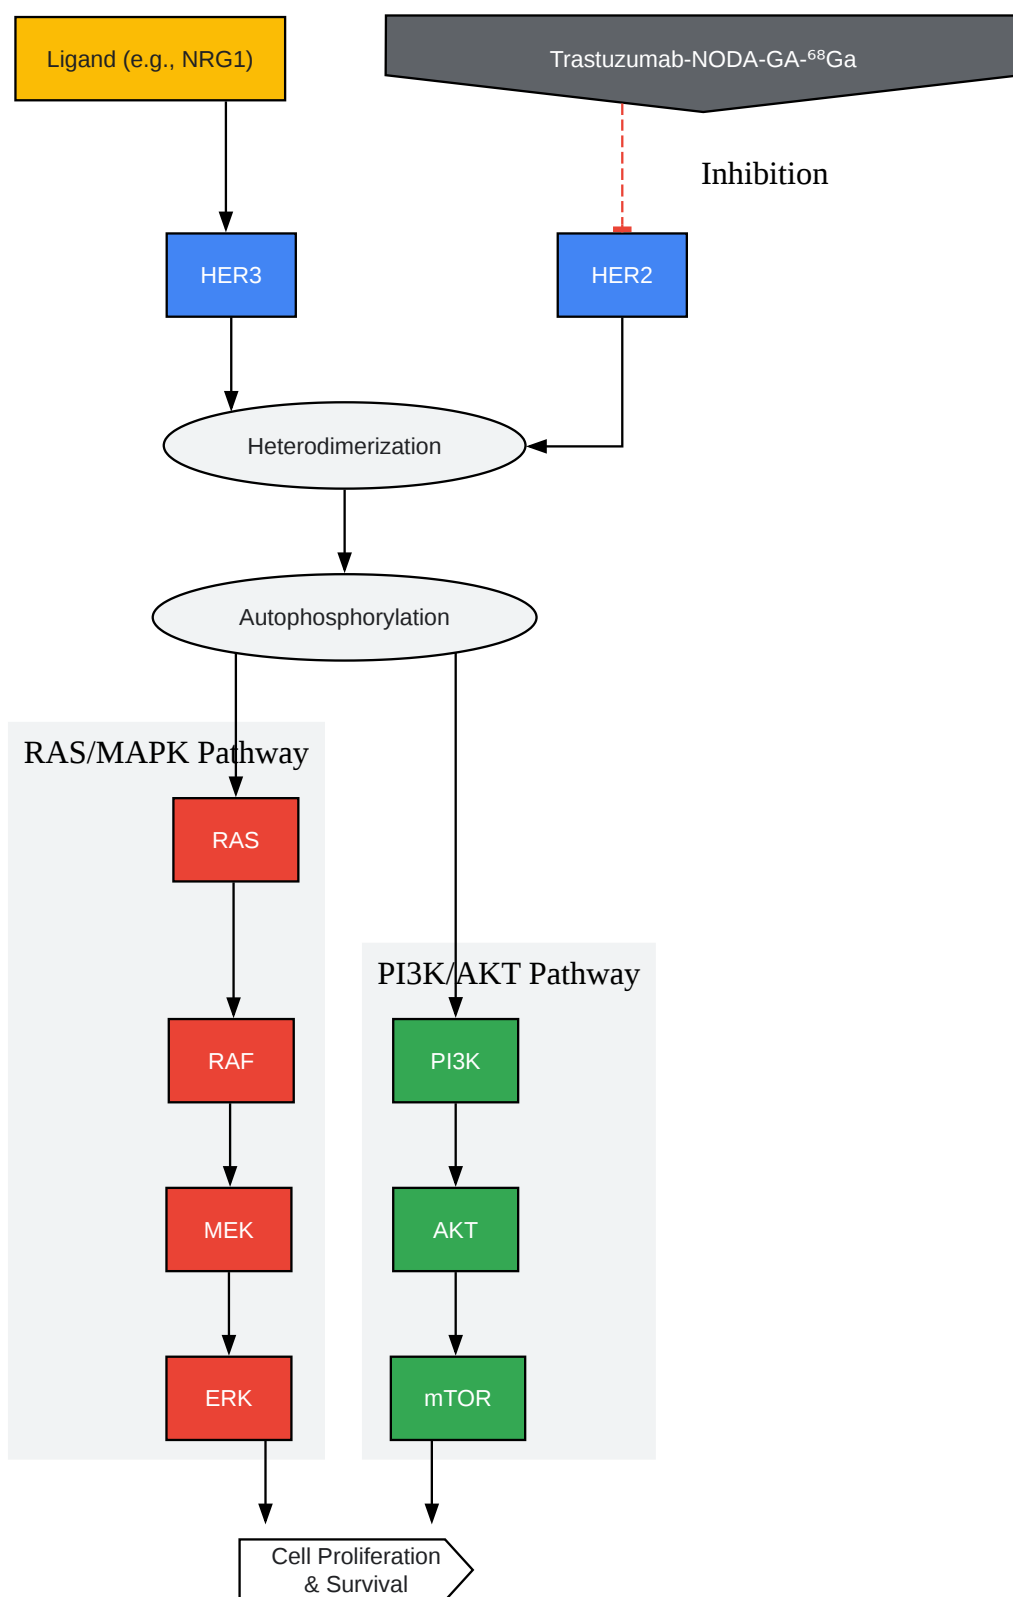 Ligand (e.g., NRG1)
Trastuzumab-NODA-GA-⁶⁸Ga
Inhibition
HER3
HER2
Heterodimerization
Autophosphorylation
RAS/MAPK Pathway
RAS
PI3K/AKT Pathway
RAF
PI3K
MEK
AKT
ERK
mTOR
Cell Proliferation
& Survival